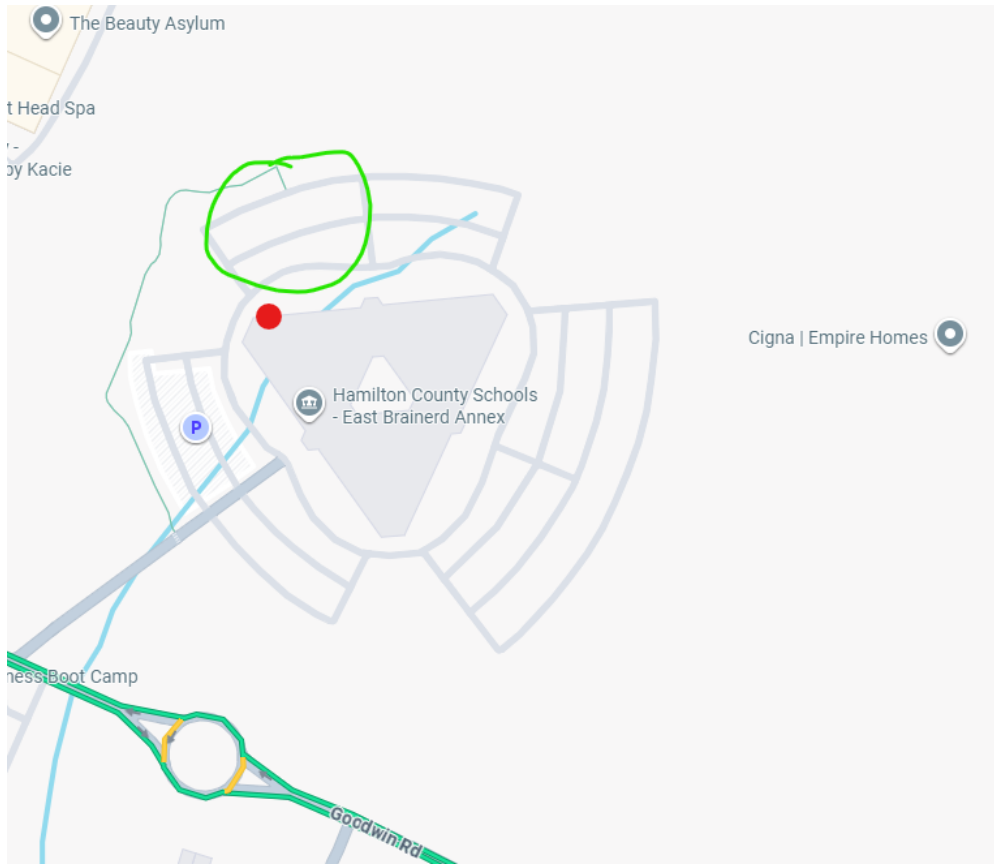 The Beauty Asylum
t Head Spa
y -
by Kacie
Cigna | Empire Homes
Hamilton County Schools
- East Brainerd Annex
P
ness Boot Camp
Goodwin Rd